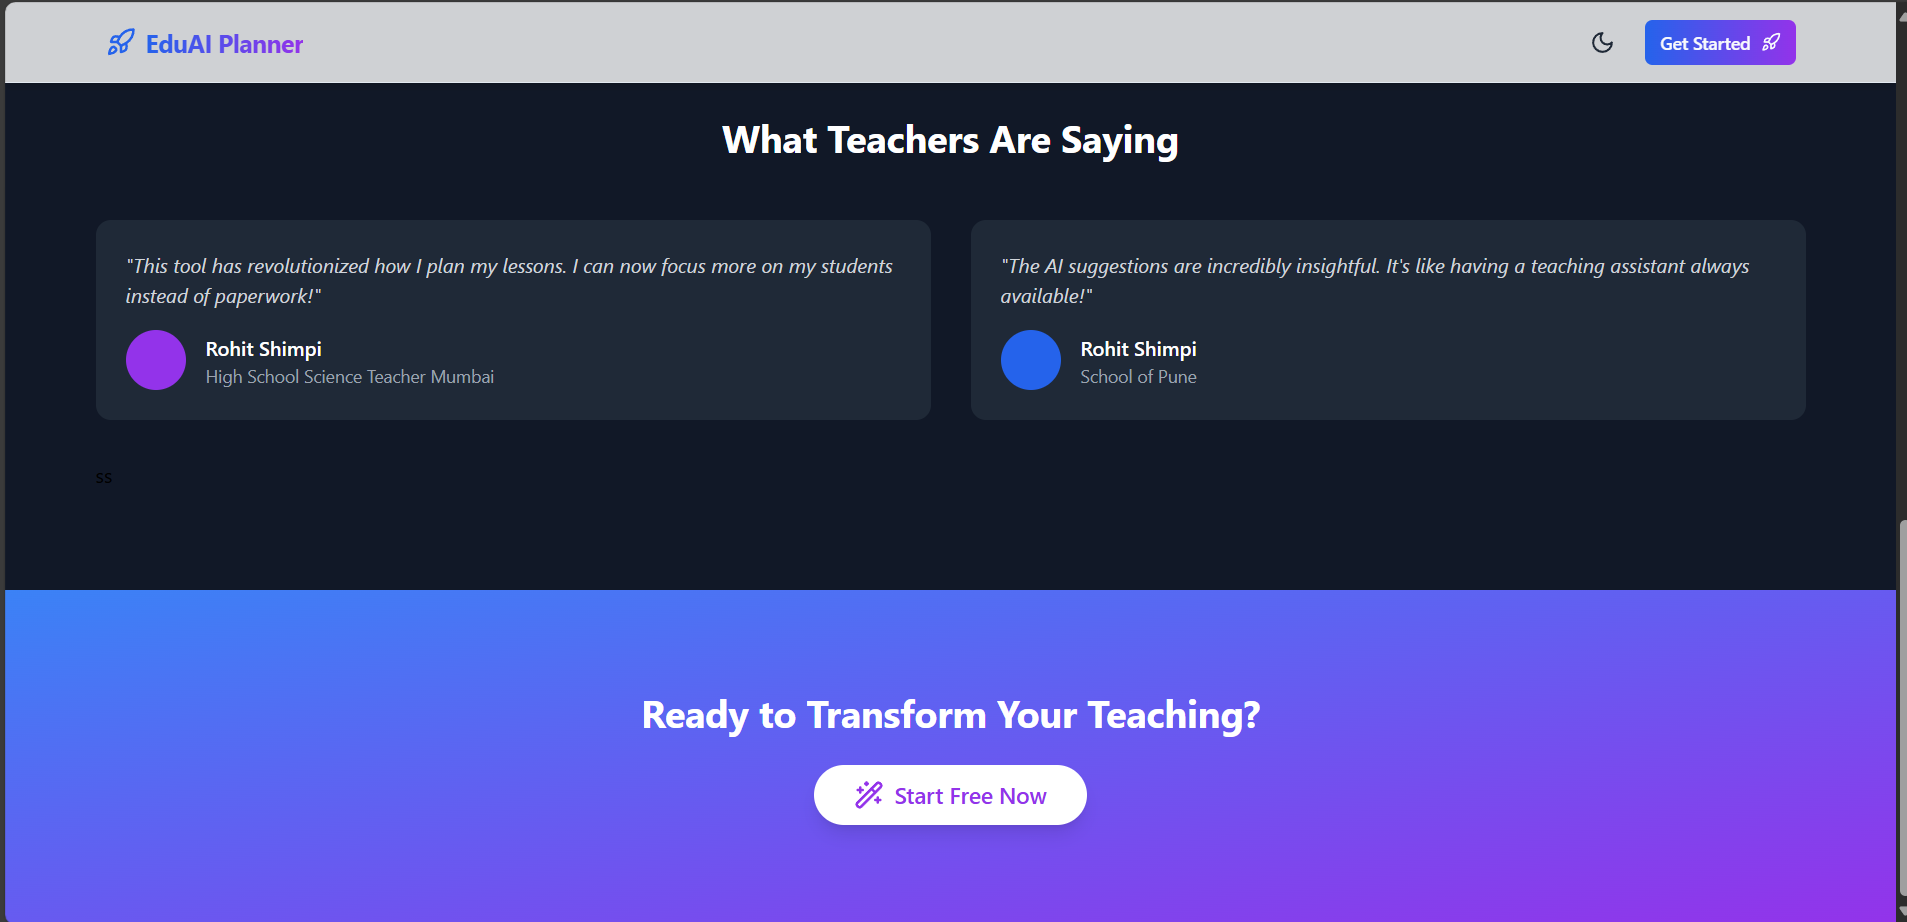 EduAI Planner
Get Started
What Teachers Are Saying
"This tool has revolutionized how I plan my lessons. I can now focus more on my students
instead of paperwork!"
Rohit Shimpi
High School Science Teacher Mumbai
"The AI suggestions are incredibly insightful. It's like having a teaching assistant always
available!"
Rohit Shimpi
School of Pune
ss
Ready to Transform Your Teaching?
Start Free Now